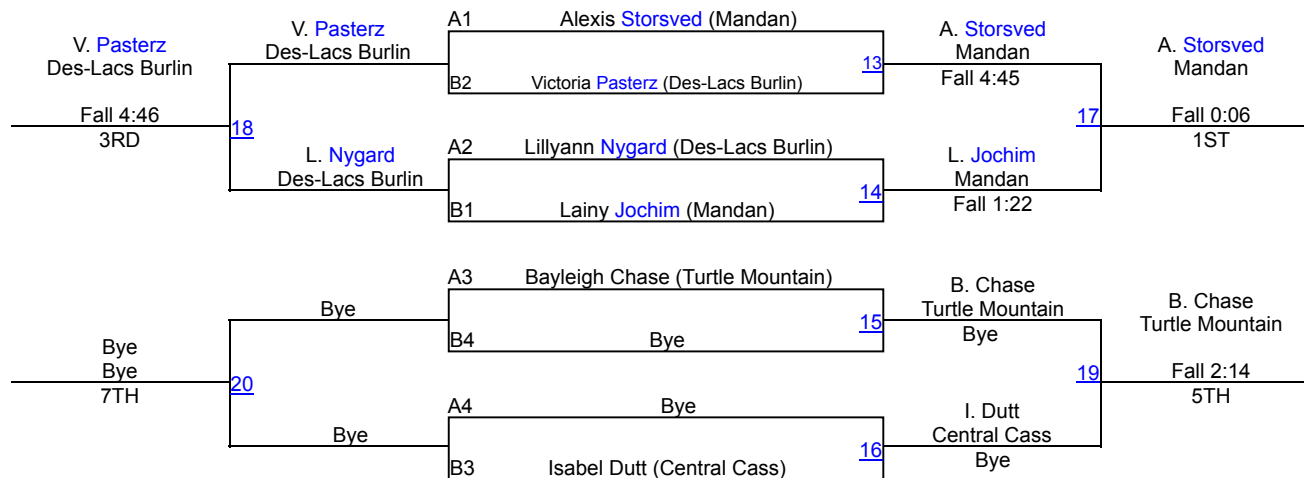 A1 Alexis Storsved (Mandan)
V. Pasterz
Des-Lacs Burlin
A. Storsved
Mandan
V. Pasterz
Des-Lacs Burlin
A. Storsved
Mandan
13
B2 Victoria Pasterz (Des-Lacs Burlin)
Fall 4:45
Fall 4:46
3RD
18
17
Fall 0:06
1ST
A2 Lillyann Nygard (Des-Lacs Burlin)
L. Nygard
Des-Lacs Burlin
L. Jochim
Mandan
14
B1 Lainy Jochim (Mandan)
Fall 1:22
A3 Bayleigh Chase (Turtle Mountain)
B. Chase
Turtle Mountain
B. Chase
Turtle Mountain
Bye
15
B4 Bye
Bye
Bye
Bye
7TH
20
19
Fall 2:14
5TH
A4 Bye
I. Dutt
Central Cass
Bye
16
B3 Isabel Dutt (Central Cass)
Bye